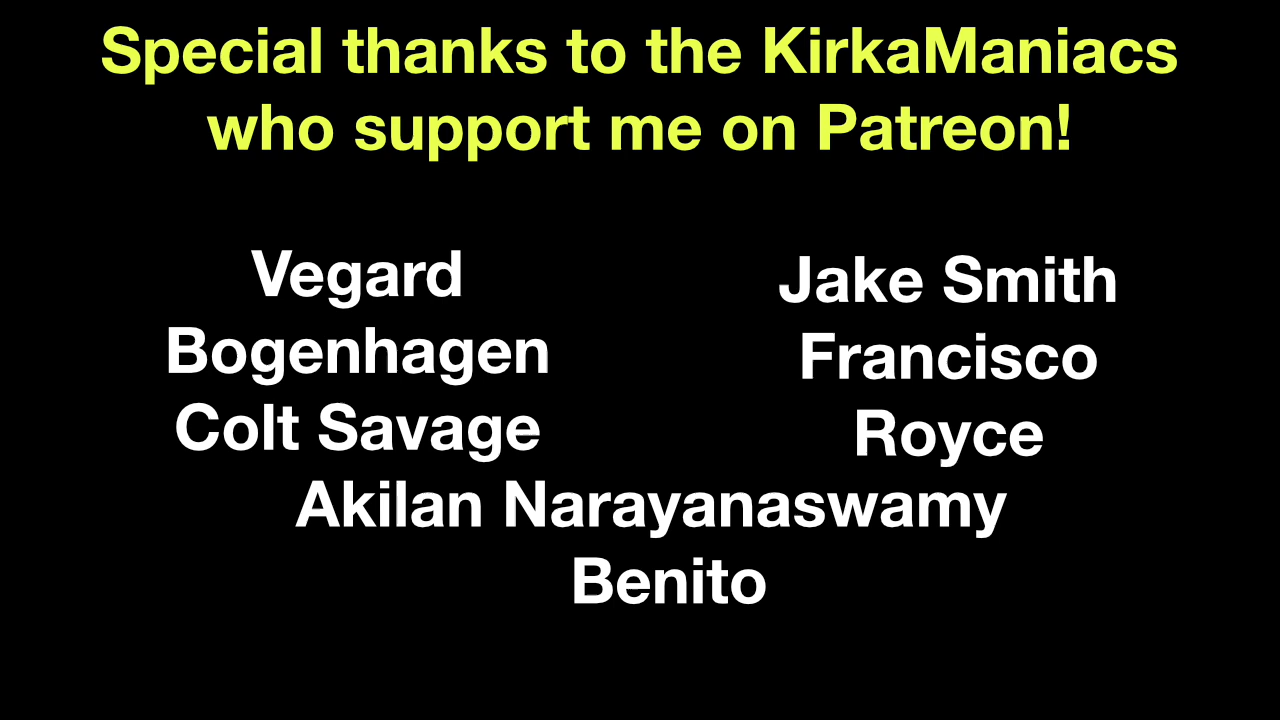 Special thanks to the KirkaManiacs
who support me on Patreon!
Vegard
Bogenhagen
Colt Savage
Jake Smith
Francisco
Royce
Akilan Narayanaswamy
Benito